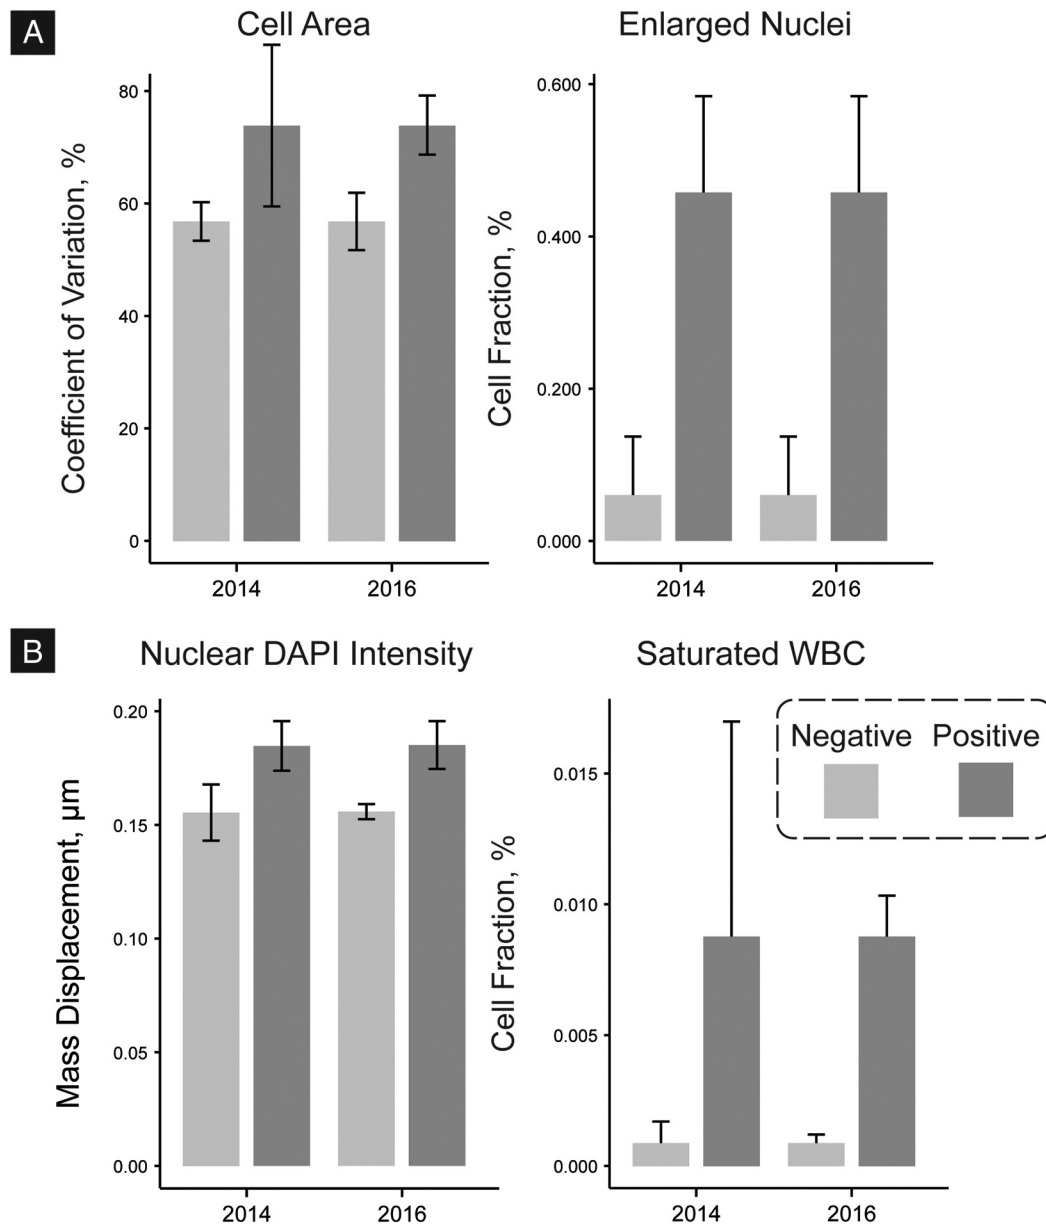 A
Cell Area
Enlarged Nuclei
Coefficient of Variation, %
80
60
40
20
0
2014
2016
Cell Fraction, %
0.600
0.400
0.200
0.000
2014
2016
B
Nuclear DAPI Intensity
Saturated WBC
Mass Displacement, µm
0.20
0.15
0.10
0.05
0.00
2014
2016
Cell Fraction, %
0.015
0.010
0.005
0.000
2014
2016
Negative Positive